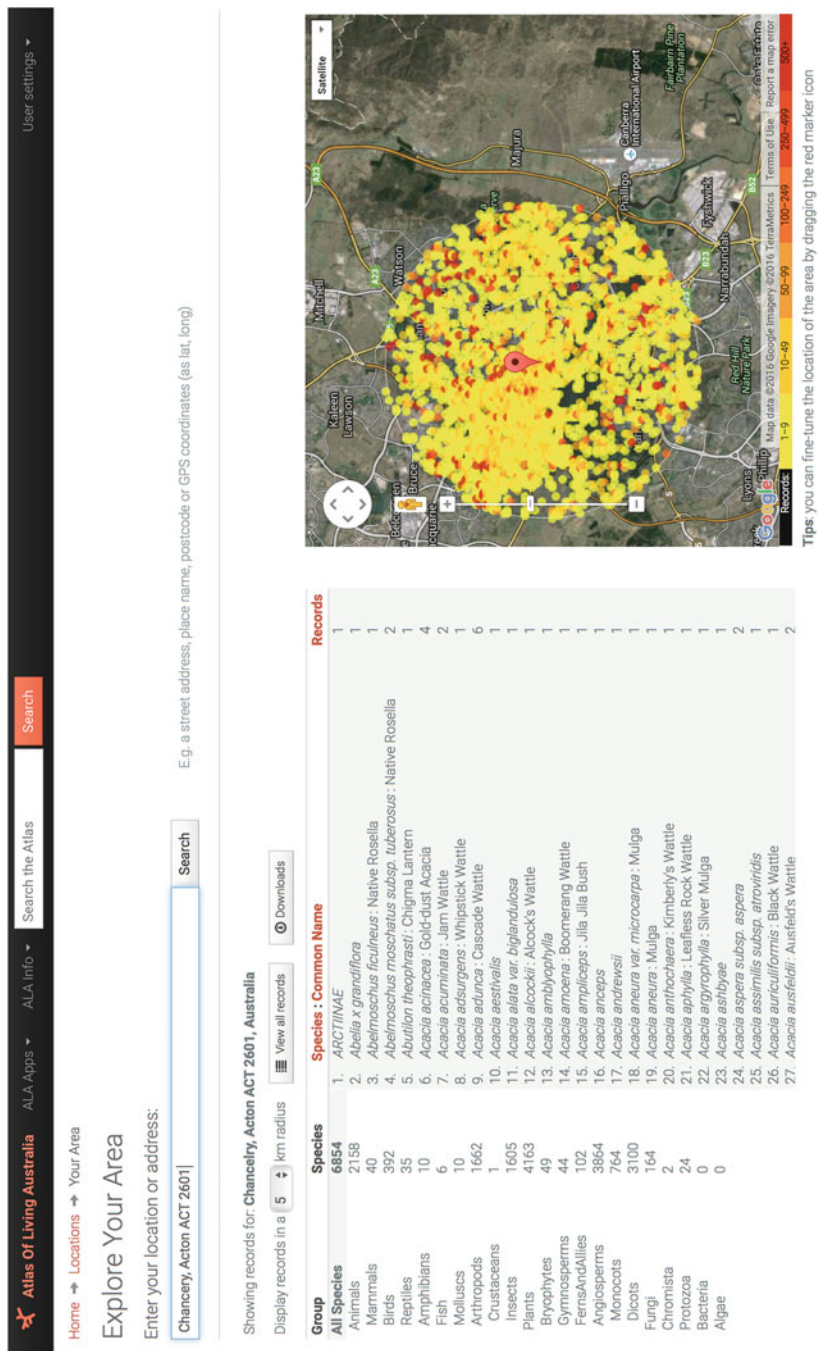 Atlas Of Living Australia ALA Apps ALA Info Search the Atlas Search User settings
Home → Locations → Your Area
Explore Your Area
Enter your location or address:
Chancery, Acton ACT 2601 Search E.g. a street address, place name, postcode or GPS coordinates (as lat, long)
Showing records for: Chancelry, Acton ACT 2601, Australia
Display records in a 5 km radius View all records Downloads
Group Species Species : Common Name Records
All Species 6854
Animals 2158
Mammals 40
Birds 392
Reptiles 35
Amphibians 10
Fish 6
Molluscs 10
Arthropods 1662
Crustaceans 1
Insects 1605
Plants 4163
Bryophytes 49
Gymnosperms 44
FernsAndAllies 102
Angiosperms 3864
Monocots 764
Dicots 3100
Fungi 164
Chromista 2
Protozoa 24
Bacteria 0
Algae 0
1. ARCTIINAE 1
2. Abelia x grandiflora 1
3. Abelmoschus ficulneus : Native Rosella 1
4. Abelmoschus moschatus subsp. tuberosus : Native Rosella 2
5. Abutilon theophrasti : Chigma Lantern 1
6. Acacia acinacea : Gold-dust Acacia 4
7. Acacia acuminata : Jam Wattle 2
8. Acacia adsurgens : Whipstick Wattle 1
9. Acacia adunca : Cascade Wattle 6
10. Acacia aestivalis 1
11. Acacia alata var. biglandulosa 1
12. Acacia alcockii : Alcock's Wattle 1
13. Acacia amblyophylla 1
14. Acacia amoena : Boomerang Wattle 1
15. Acacia ampliceps : Jila Jila Bush 1
16. Acacia anceps 1
17. Acacia andrewsii 1
18. Acacia aneura var. microcarpa : Mulga 1
19. Acacia aneura : Mulga 1
20. Acacia anthochaera : Kimberly's Wattle 1
21. Acacia aphylla : Leafless Rock Wattle 1
22. Acacia argyrophylla : Silver Mulga 1
23. Acacia ashbyae 1
24. Acacia aspera subsp. aspera 2
25. Acacia assimilis subsp. atroviridis 1
26. Acacia auriculiformis : Black Wattle 1
27. Acacia ausfeldii : Ausfeld's Wattle 2
Satellite
A23
Mitchell
Kaleen
Lawson
A23
Watson
Bruce
Majura
Canberra
International Airport
Pialligo
Fairbairn Pine
Plantation
Fyshwick
B23
B52
Narrabundah
Red Hill
Nature Park
Lyons
Phillip
Google Map data ©2016 Google Imagery ©2016 TerraMetrics Terms of Use Report a map error
Records: 1–9 10–49 50–99 100–249 250–499 500+
Tips: you can fine-tune the location of the area by dragging the red marker icon